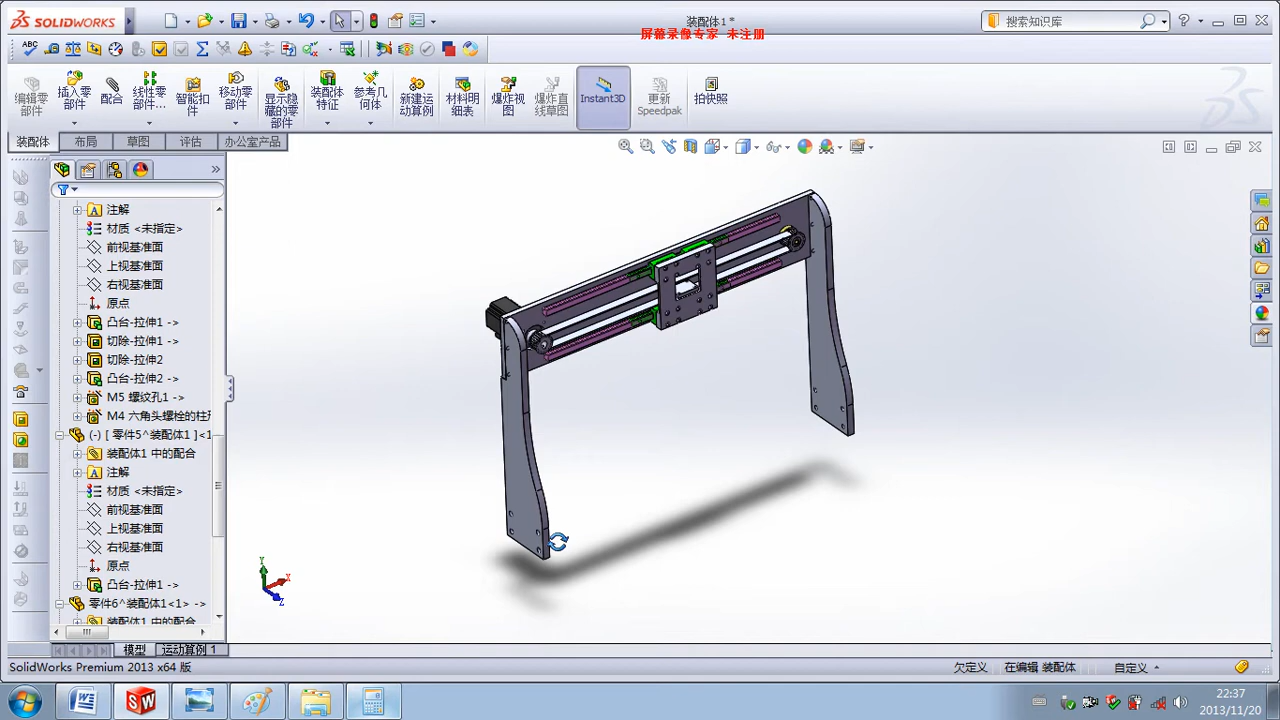 SOLIDWORKS
装配体1 *
屏幕录像专家 未注册
搜索知识库
编辑零部件
插入零部件
配合
线性零部件...
智能扣件
移动零部件
显示隐藏的零部件
装配体特征
参考几何体
新建运动算例
材料明细表
爆炸视图
爆炸直线草图
Instant3D
更新 Speedpak
拍快照
装配体
布局
草图
评估
办公室产品
注解
材质 <未指定>
前视基准面
上视基准面
右视基准面
原点
凸台-拉伸1 ->
切除-拉伸1 ->
切除-拉伸2
凸台-拉伸2 ->
M5 螺纹孔1 ->
M4 六角头螺栓的柱形
(-) [ 零件5^装配体1 ]<1
装配体1 中的配合
注解
材质 <未指定>
前视基准面
上视基准面
右视基准面
原点
凸台-拉伸1 ->
零件6^装配体1<1> ->
装配体1 中的配合
Y
X
Z
模型
运动算例 1
SolidWorks Premium 2013 x64 版
欠定义
在编辑 装配体
自定义
22:37
2013/11/20